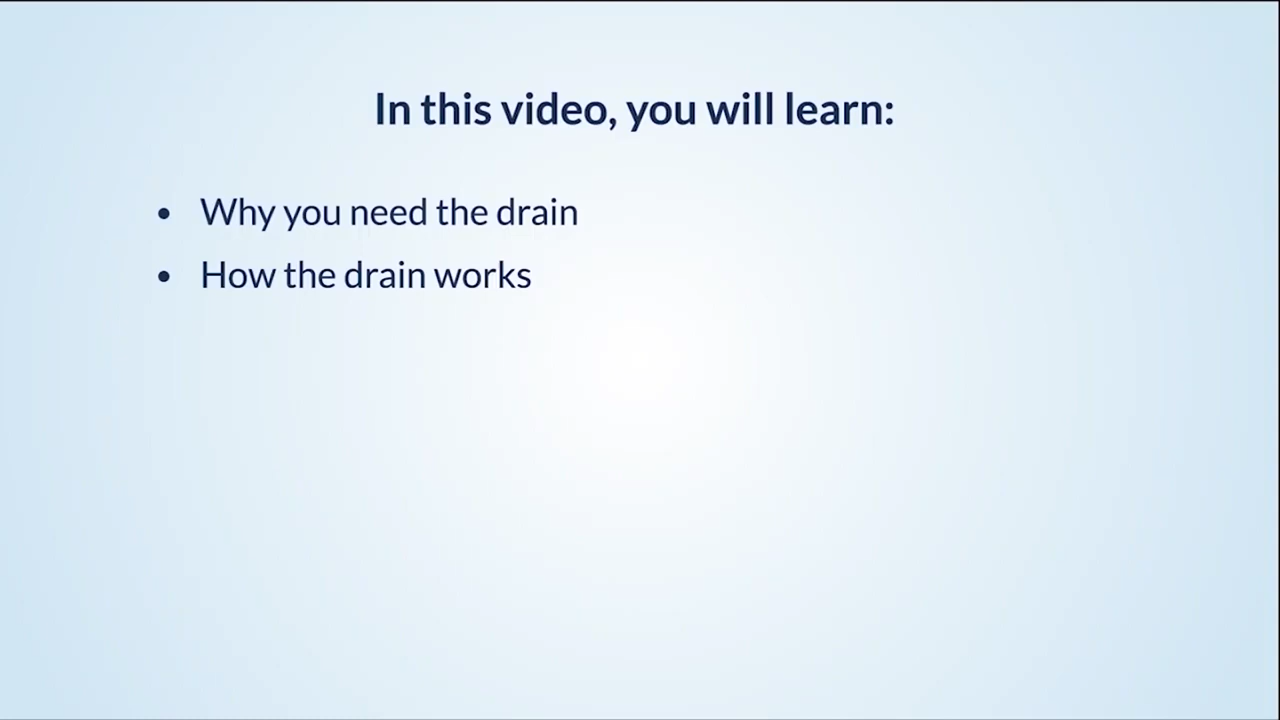 In this video, you will learn:
• Why you need the drain
• How the drain works